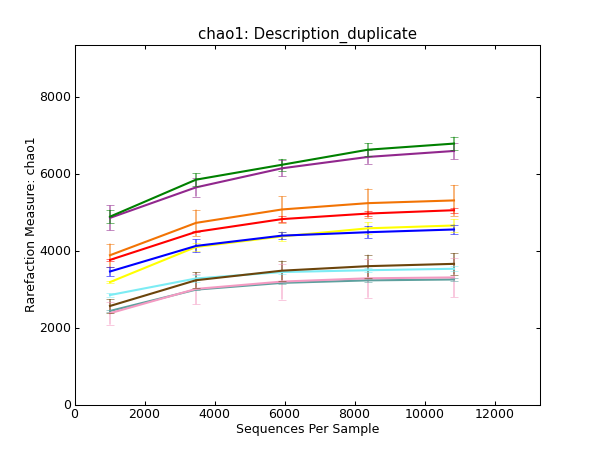 chao1: Description_duplicate
Rarefaction Measure: chao1
8000
6000
4000
2000
0
0 2000 4000 6000 8000 10000 12000
Sequences Per Sample